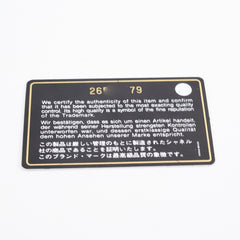 26 79
We certify the authenticity of this item and confirm
that it has been subjected to the most exacting quality
control. Its high quality is a symbol of the fine reputation
of the Trademark.
Wir bestätigen, dass es sich um einen Artikel handelt,
der während seiner Herstellung strengsten Kontrollen
unterworfen war, und dessen erstklassige Qualität
dem hohen Ansehen unserer Marke entspricht.
この製品は厳しい管理のもとに製造されたシャネル
社の商品であることを証明します。
このブランド・マークは最高級品質の象徴です。